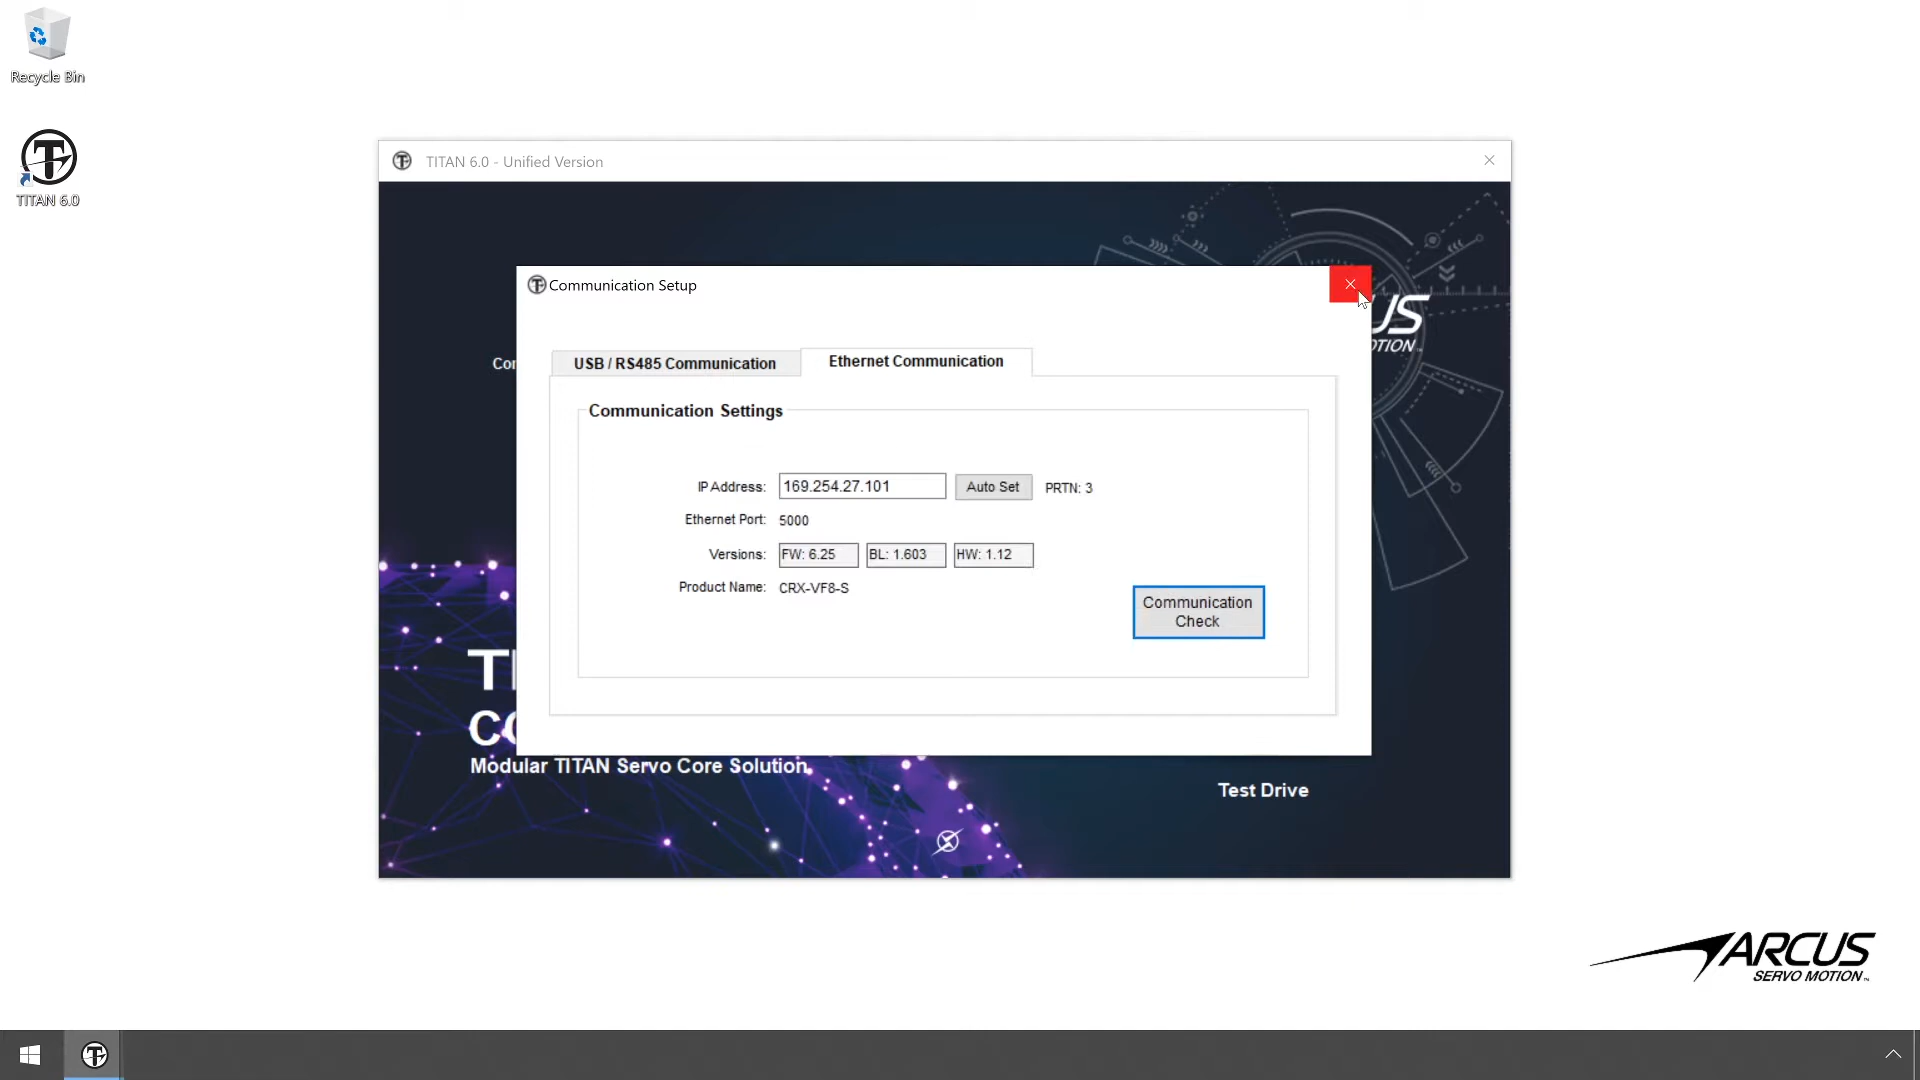 Recycle Bin
TITAN 6.0
TITAN 6.0 - Unified Version
Communication Setup
USB / RS485 Communication
Ethernet Communication
Communication Settings
IP Address: 169.254.27.101 Auto Set PRTN: 3
Ethernet Port: 5000
Versions: FW: 6.25 BL: 1.603 HW: 1.12
Product Name: CRX-VF8-S
Communication
Check
Modular TITAN Servo Core Solution
Test Drive
ARCUS
SERVO MOTION™